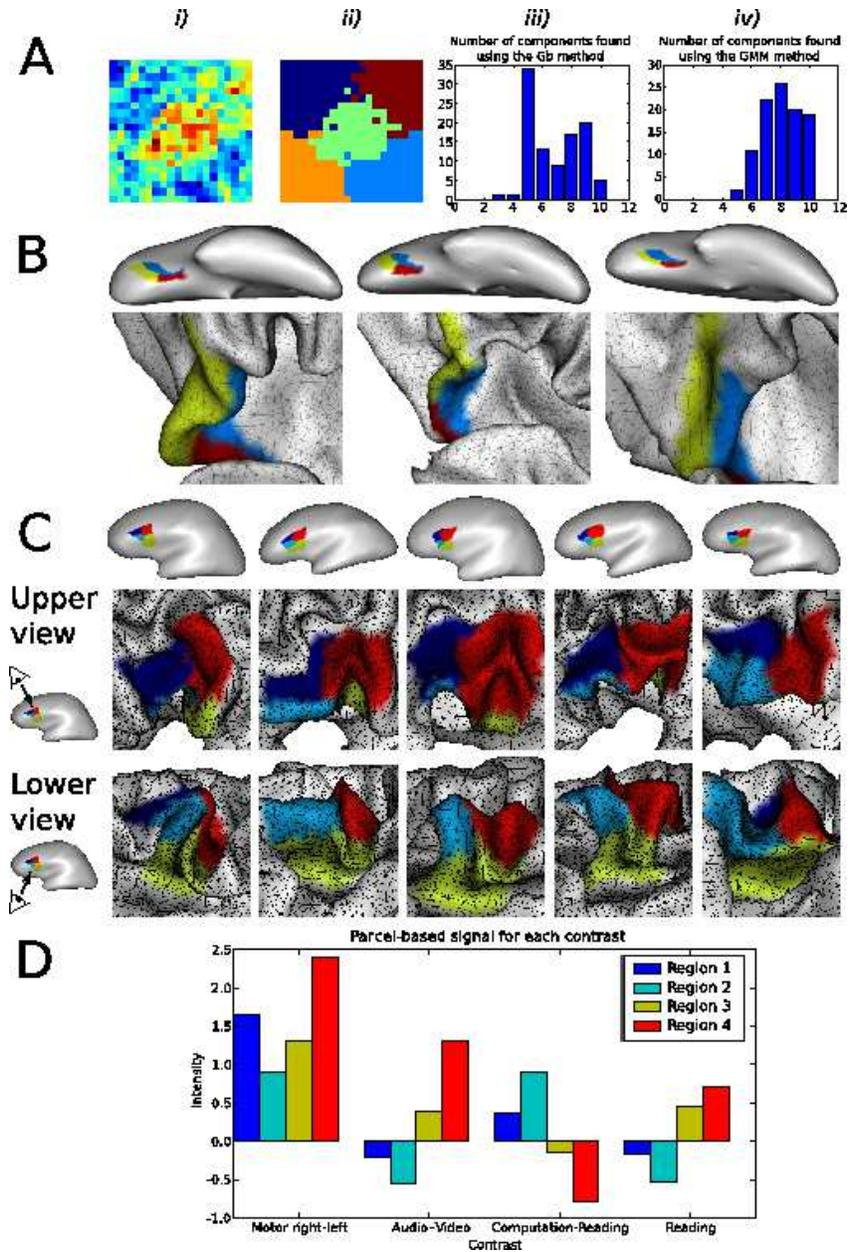 i) ii) iii) iv)
A
Number of components found
using the Gb method
35
30
25
20
15
10
5
0
0 2 4 6 8 10 12
Number of components found
using the GMM method
30
25
20
15
10
5
0
0 2 4 6 8 10 12
B
C
Upper
view
Lower
view
D
Parcel-based signal for each contrast
2.5
2.0
1.5
1.0
0.5
0.0
-0.5
-1.0
Intensity
Region 1
Region 2
Region 3
Region 4
Motor right-left Audio-Video Computation-Reading Reading
Contrast